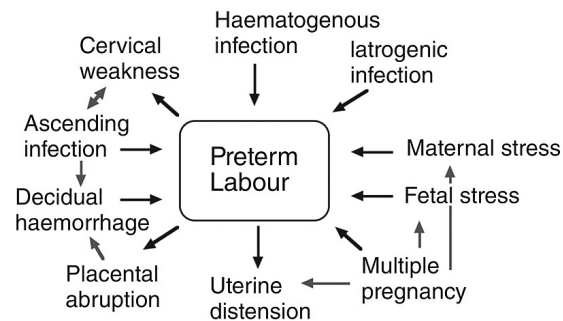 Haematogenous
infection
Iatrogenic
infection
Cervical
weakness
Ascending
infection
Preterm
Labour
Maternal stress
Fetal stress
Decidual
haemorrhage
Placental
abruption
Uterine
distension
Multiple
pregnancy